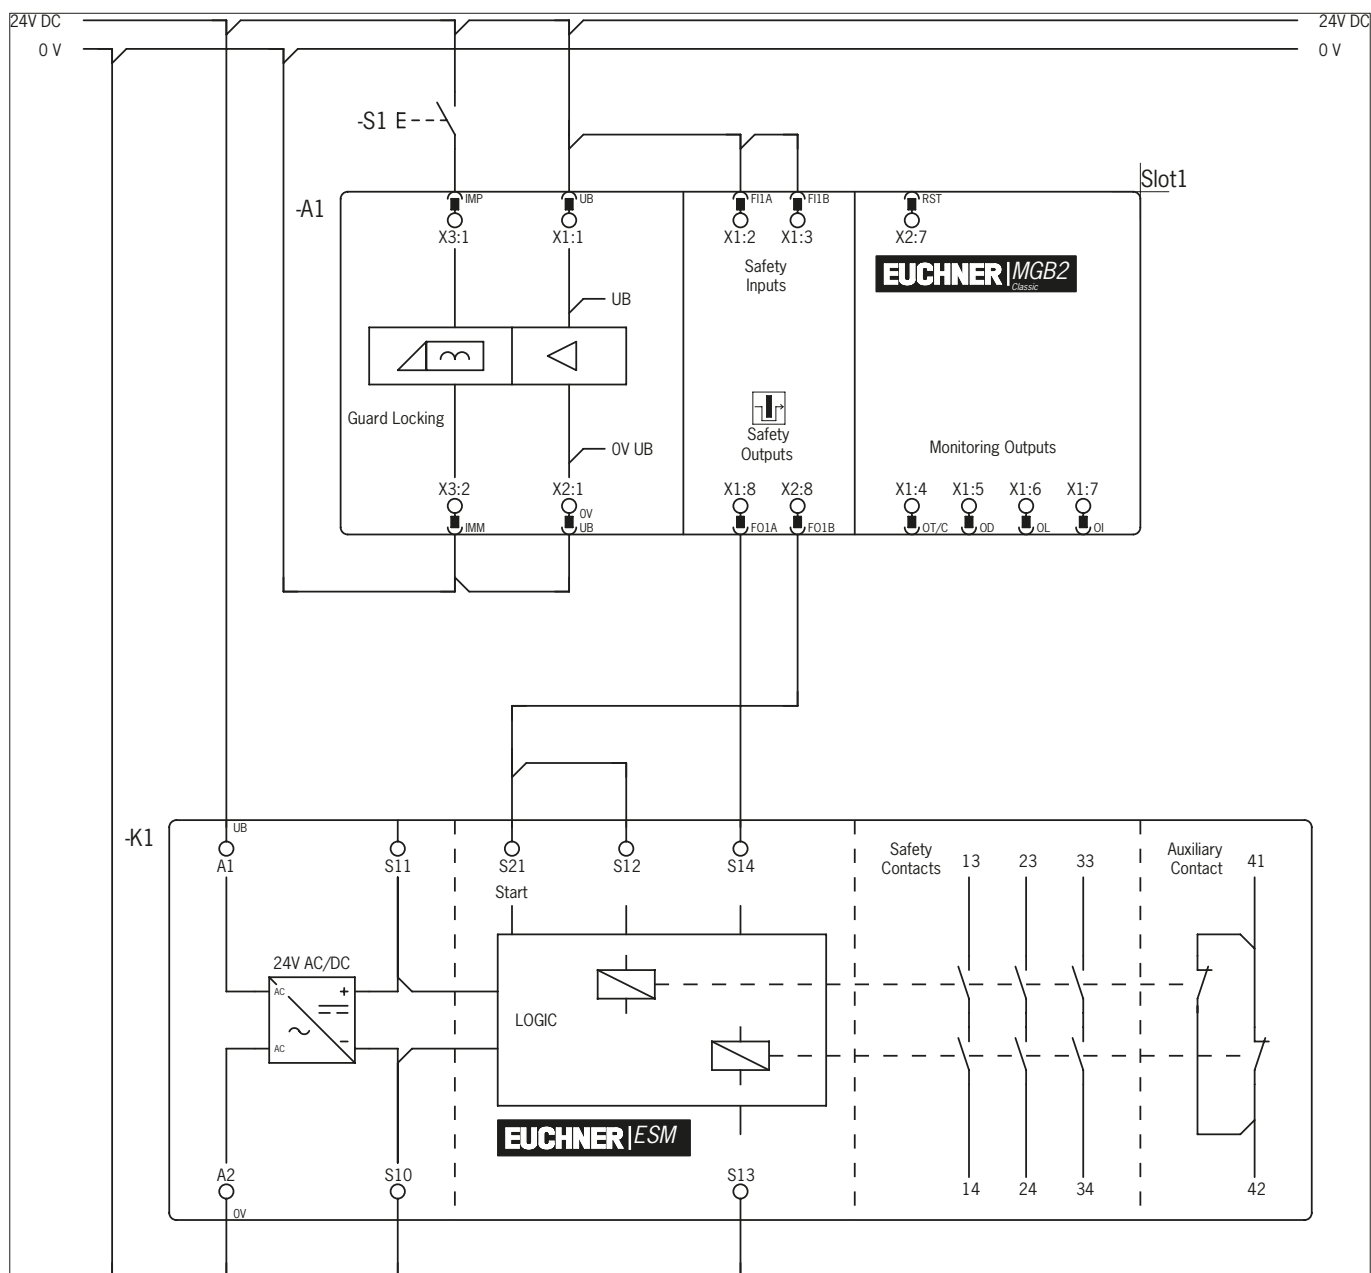 24V DC
24V DC
0 V
0 V
-S1 E
Slot1
-A1
IMP
UB
FI1A
FI1B
RST
X3:1
X1:1
X1:2
X1:3
X2:7
Safety
Inputs
EUCHNER MGB2
Classic
UB
Guard Locking
Safety
Outputs
0V UB
Monitoring Outputs
X3:2
X2:1
X1:8
X2:8
X1:4
X1:5
X1:6
X1:7
0V
IMM
UB
FO1A
FO1B
OT/C
OD
OL
OI
-K1
UB
A1
S11
S21
S12
S14
Start
Safety
Contacts
13
23
33
Auxiliary
Contact
41
24V AC/DC
AC
+
AC
-
LOGIC
EUCHNER ESM
A2
S10
S13
14
24
34
42
0V